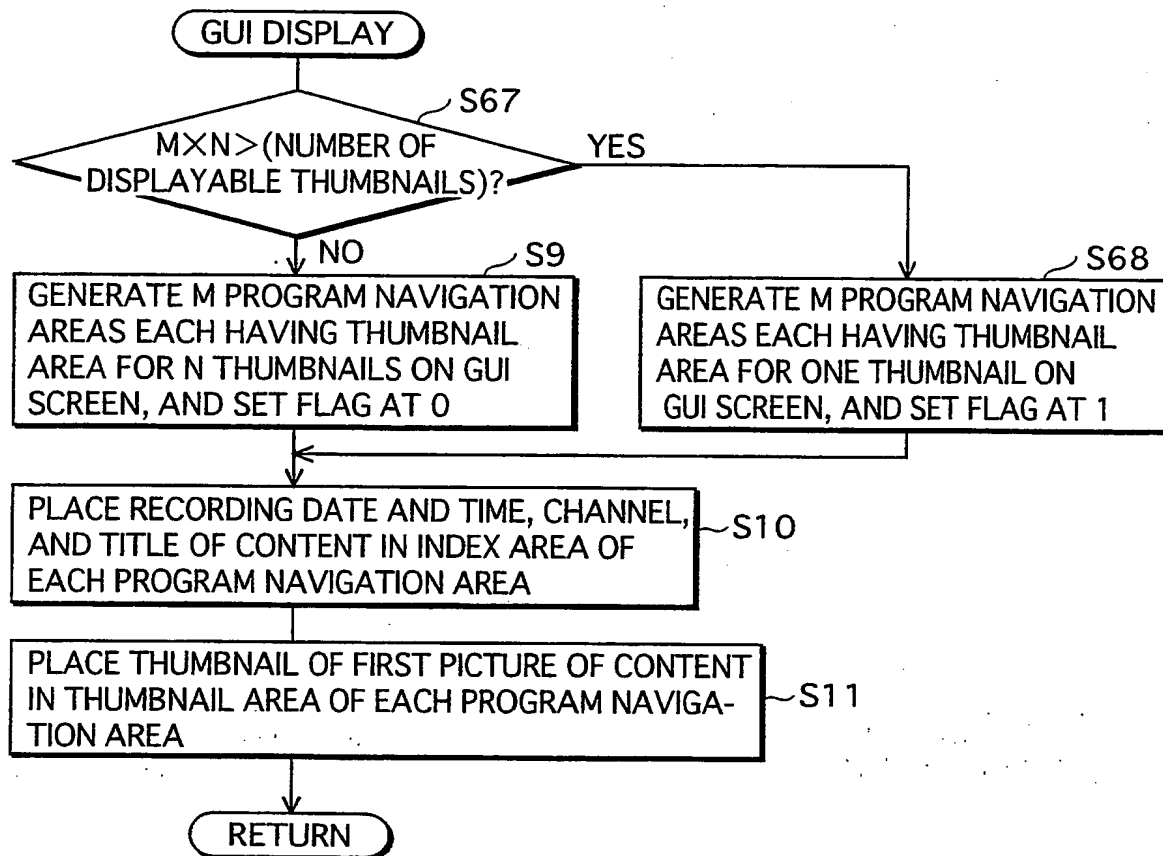 GUI DISPLAY
S67
M×N>(NUMBER OF
DISPLAYABLE THUMBNAILS)?
YES
NO
S9
GENERATE M PROGRAM NAVIGATION
AREAS EACH HAVING THUMBNAIL
AREA FOR N THUMBNAILS ON GUI
SCREEN, AND SET FLAG AT 0
S68
GENERATE M PROGRAM NAVIGATION
AREAS EACH HAVING THUMBNAIL
AREA FOR ONE THUMBNAIL ON
GUI SCREEN, AND SET FLAG AT 1
PLACE RECORDING DATE AND TIME, CHANNEL,
AND TITLE OF CONTENT IN INDEX AREA OF
EACH PROGRAM NAVIGATION AREA
S10
PLACE THUMBNAIL OF FIRST PICTURE OF CONTENT
IN THUMBNAIL AREA OF EACH PROGRAM NAVIGA-
TION AREA
S11
RETURN